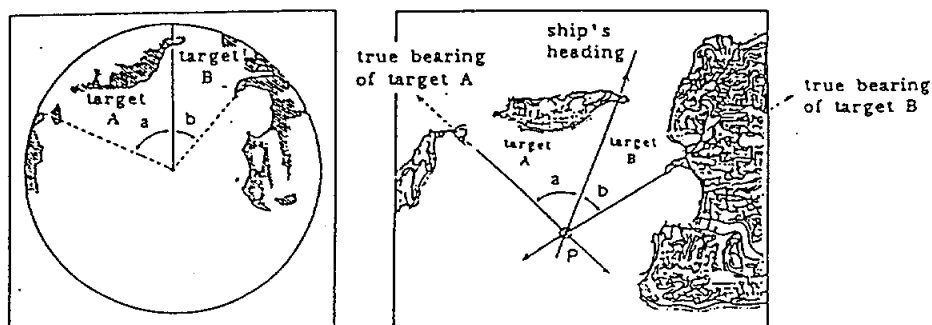 target
B
target
A
a
b
ship's
heading
true bearing
of target A
true bearing
of target B
target
A
target
B
a
b
P